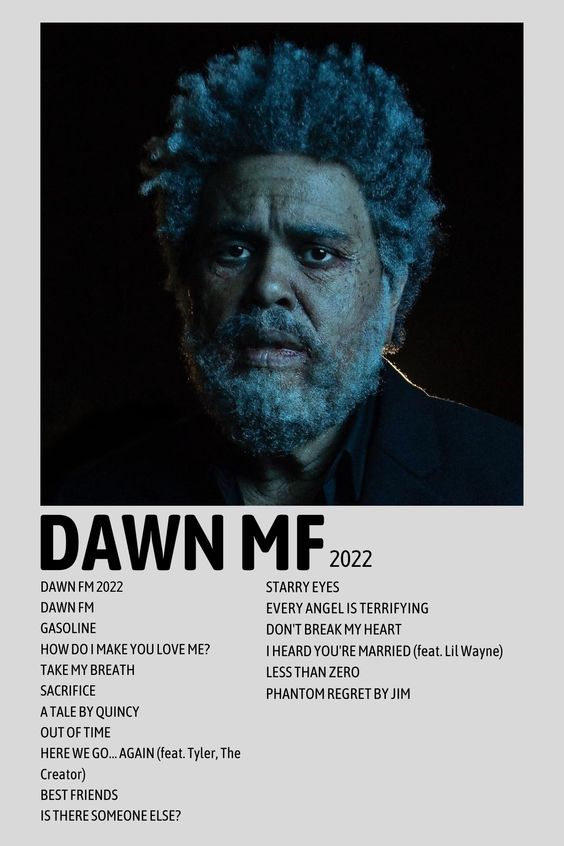 DAWN MF 2022
DAWN FM 2022
DAWN FM
GASOLINE
HOW DO I MAKE YOU LOVE ME?
TAKE MY BREATH
SACRIFICE
A TALE BY QUINCY
OUT OF TIME
HERE WE GO... AGAIN (feat. Tyler, The
Creator)
BEST FRIENDS
IS THERE SOMEONE ELSE?
STARRY EYES
EVERY ANGEL IS TERRIFYING
DON'T BREAK MY HEART
I HEARD YOU'RE MARRIED (feat. Lil Wayne)
LESS THAN ZERO
PHANTOM REGRET BY JIM